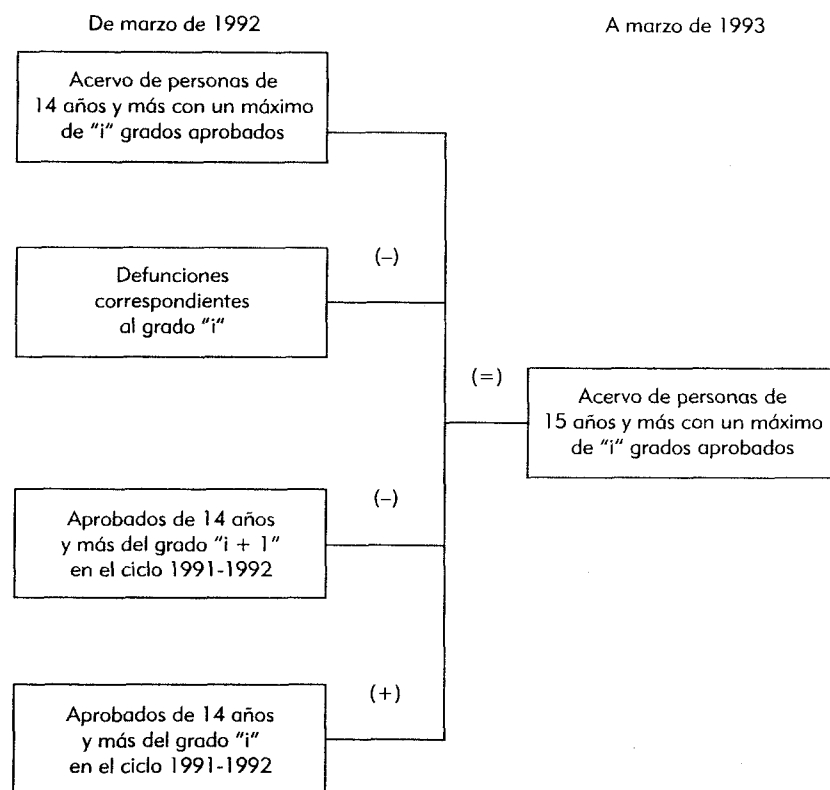 De marzo de 1992
A marzo de 1993
Acervo de personas de
14 años y más con un máximo
de "i" grados aprobados
(–)
Defunciones
correspondientes
al grado "i"
(=)
Acervo de personas de
15 años y más con un máximo
de "i" grados aprobados
(–)
Aprobados de 14 años
y más del grado "i + 1"
en el ciclo 1991-1992
(+)
Aprobados de 14 años
y más del grado "i"
en el ciclo 1991-1992